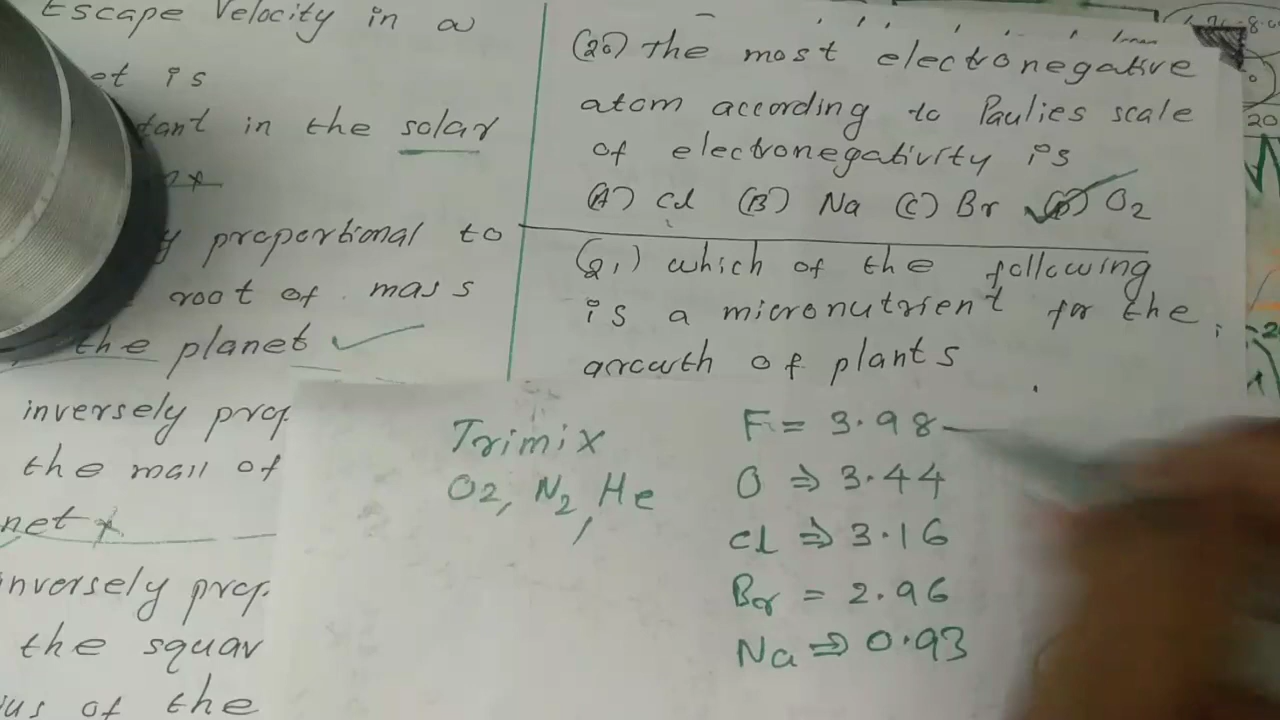 Escape Velocity in a
et is
tant in the solar
y proportional to
root of mass
the planet
inversely prop.
the mall of
net
inversely prop.
the squar
ius of the
(20) The most electronegative
atom according to Paulies scale
of electronegativity is
(A) Cl (B) Na (C) Br (D) O2
(21) which of the following
is a micronutrient for the
growth of plants
Trimix
O2, N2, He
F = 3.98
O ⇒ 3.44
Cl ⇒ 3.16
Br = 2.96
Na ⇒ 0.93
20